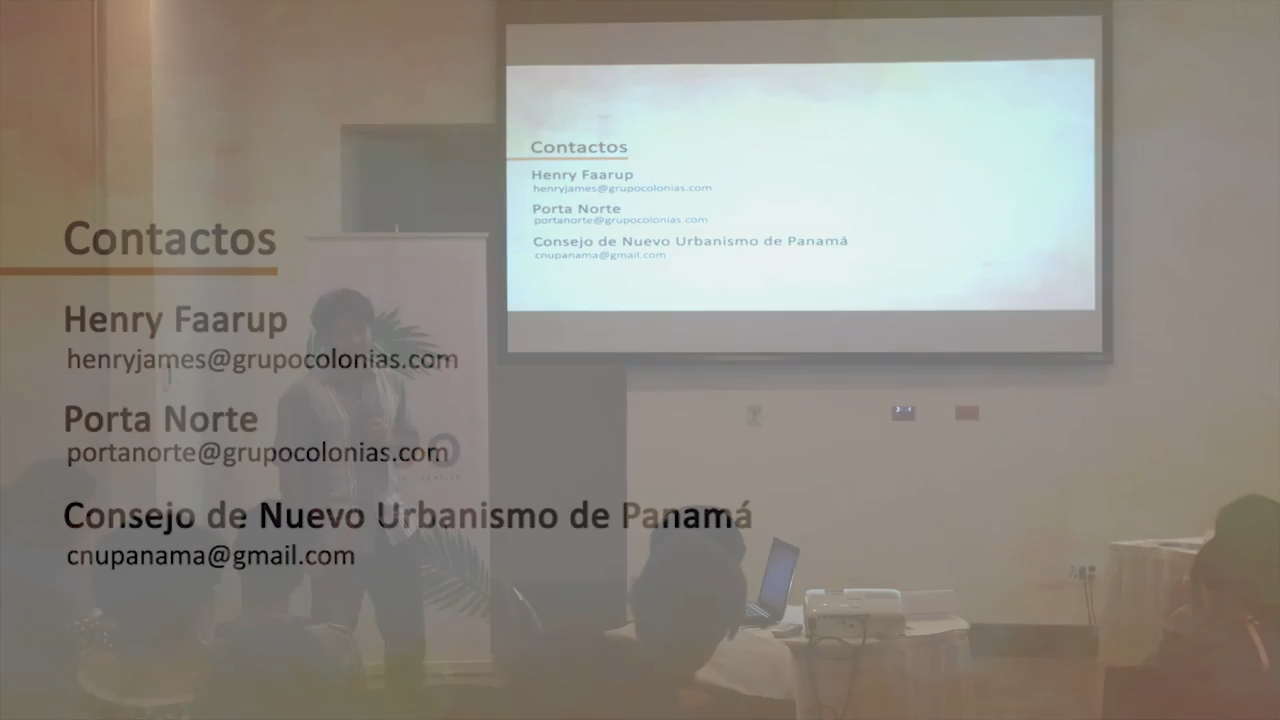 Contactos
Henry Faarup
henryjames@grupocolonias.com
Porta Norte
portanorte@grupocolonias.com
Consejo de Nuevo Urbanismo de Panamá
cnupanama@gmail.com
Contactos
Henry Faarup
henryjames@grupocolonias.com
Porta Norte
portanorte@grupocolonias.com
Consejo de Nuevo Urbanismo de Panamá
cnupanama@gmail.com